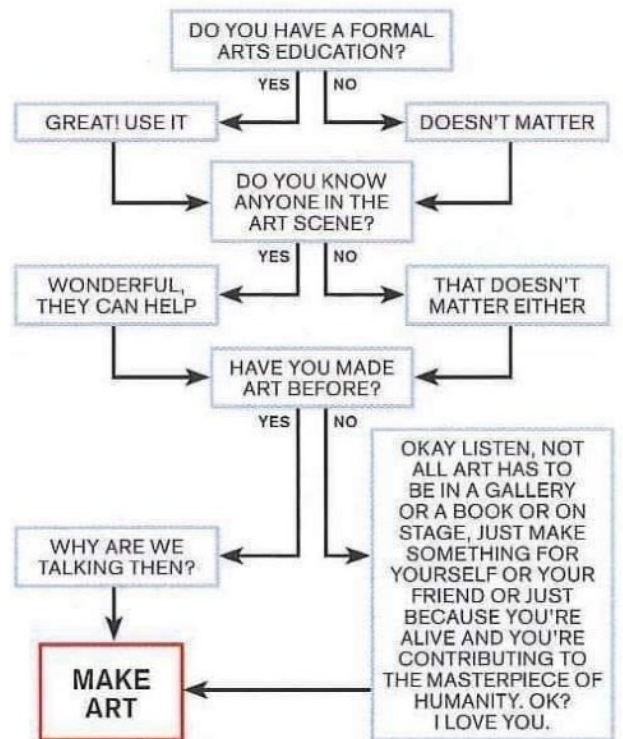 DO YOU HAVE A FORMAL
ARTS EDUCATION?
YES
NO
GREAT! USE IT
DOESN'T MATTER
DO YOU KNOW
ANYONE IN THE
ART SCENE?
YES
NO
WONDERFUL,
THEY CAN HELP
THAT DOESN'T
MATTER EITHER
HAVE YOU MADE
ART BEFORE?
YES
NO
WHY ARE WE
TALKING THEN?
OKAY LISTEN, NOT
ALL ART HAS TO
BE IN A GALLERY
OR A BOOK OR ON
STAGE, JUST MAKE
SOMETHING FOR
YOURSELF OR YOUR
FRIEND OR JUST
BECAUSE YOU'RE
ALIVE AND YOU'RE
CONTRIBUTING TO
THE MASTERPIECE OF
HUMANITY. OK?
I LOVE YOU.
MAKE
ART